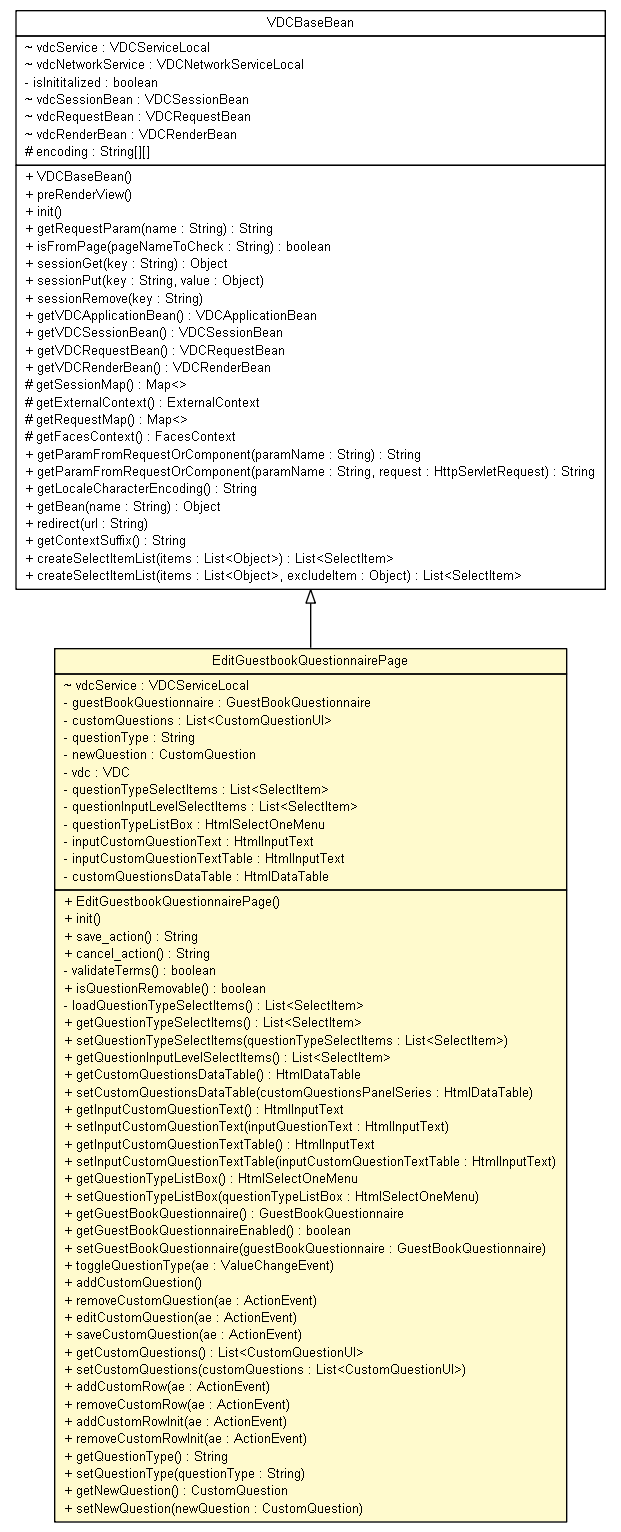 VDCBaseBean
~ vdcService : VDCServiceLocal
~ vdcNetworkService : VDCNetworkServiceLocal
- isInititalized : boolean
~ vdcSessionBean : VDCSessionBean
~ vdcRequestBean : VDCRequestBean
~ vdcRenderBean : VDCRenderBean
# encoding : String[][]
+ VDCBaseBean()
+ preRenderView()
+ init()
+ getRequestParam(name : String) : String
+ isFromPage(pageNameToCheck : String) : boolean
+ sessionGet(key : String) : Object
+ sessionPut(key : String, value : Object)
+ sessionRemove(key : String)
+ getVDCApplicationBean() : VDCApplicationBean
+ getVDCSessionBean() : VDCSessionBean
+ getVDCRequestBean() : VDCRequestBean
+ getVDCRenderBean() : VDCRenderBean
# getSessionMap() : Map<>
# getExternalContext() : ExternalContext
# getRequestMap() : Map<>
# getFacesContext() : FacesContext
+ getParamFromRequestOrComponent(paramName : String) : String
+ getParamFromRequestOrComponent(paramName : String, request : HttpServletRequest) : String
+ getLocaleCharacterEncoding() : String
+ getBean(name : String) : Object
+ redirect(url : String)
+ getContextSuffix() : String
+ createSelectItemList(items : List<Object>) : List<SelectItem>
+ createSelectItemList(items : List<Object>, excludeItem : Object) : List<SelectItem>
EditGuestbookQuestionnairePage
~ vdcService : VDCServiceLocal
- guestBookQuestionnaire : GuestBookQuestionnaire
- customQuestions : List<CustomQuestionUI>
- questionType : String
- newQuestion : CustomQuestion
- vdc : VDC
- questionTypeSelectItems : List<SelectItem>
- questionInputLevelSelectItems : List<SelectItem>
- questionTypeListBox : HtmlSelectOneMenu
- inputCustomQuestionText : HtmlInputText
- inputCustomQuestionTextTable : HtmlInputText
- customQuestionsDataTable : HtmlDataTable
+ EditGuestbookQuestionnairePage()
+ init()
+ save_action() : String
+ cancel_action() : String
- validateTerms() : boolean
+ isQuestionRemovable() : boolean
- loadQuestionTypeSelectItems() : List<SelectItem>
+ getQuestionTypeSelectItems() : List<SelectItem>
+ setQuestionTypeSelectItems(questionTypeSelectItems : List<SelectItem>)
+ getQuestionInputLevelSelectItems() : List<SelectItem>
+ getCustomQuestionsDataTable() : HtmlDataTable
+ setCustomQuestionsDataTable(customQuestionsPanelSeries : HtmlDataTable)
+ getInputCustomQuestionText() : HtmlInputText
+ setInputCustomQuestionText(inputQuestionText : HtmlInputText)
+ getInputCustomQuestionTextTable() : HtmlInputText
+ setInputCustomQuestionTextTable(inputCustomQuestionTextTable : HtmlInputText)
+ getQuestionTypeListBox() : HtmlSelectOneMenu
+ setQuestionTypeListBox(questionTypeListBox : HtmlSelectOneMenu)
+ getGuestBookQuestionnaire() : GuestBookQuestionnaire
+ getGuestBookQuestionnaireEnabled() : boolean
+ setGuestBookQuestionnaire(guestBookQuestionnaire : GuestBookQuestionnaire)
+ toggleQuestionType(ae : ValueChangeEvent)
+ addCustomQuestion()
+ removeCustomQuestion(ae : ActionEvent)
+ editCustomQuestion(ae : ActionEvent)
+ saveCustomQuestion(ae : ActionEvent)
+ getCustomQuestions() : List<CustomQuestionUI>
+ setCustomQuestions(customQuestions : List<CustomQuestionUI>)
+ addCustomRow(ae : ActionEvent)
+ removeCustomRow(ae : ActionEvent)
+ addCustomRowInit(ae : ActionEvent)
+ removeCustomRowInit(ae : ActionEvent)
+ getQuestionType() : String
+ setQuestionType(questionType : String)
+ getNewQuestion() : CustomQuestion
+ setNewQuestion(newQuestion : CustomQuestion)